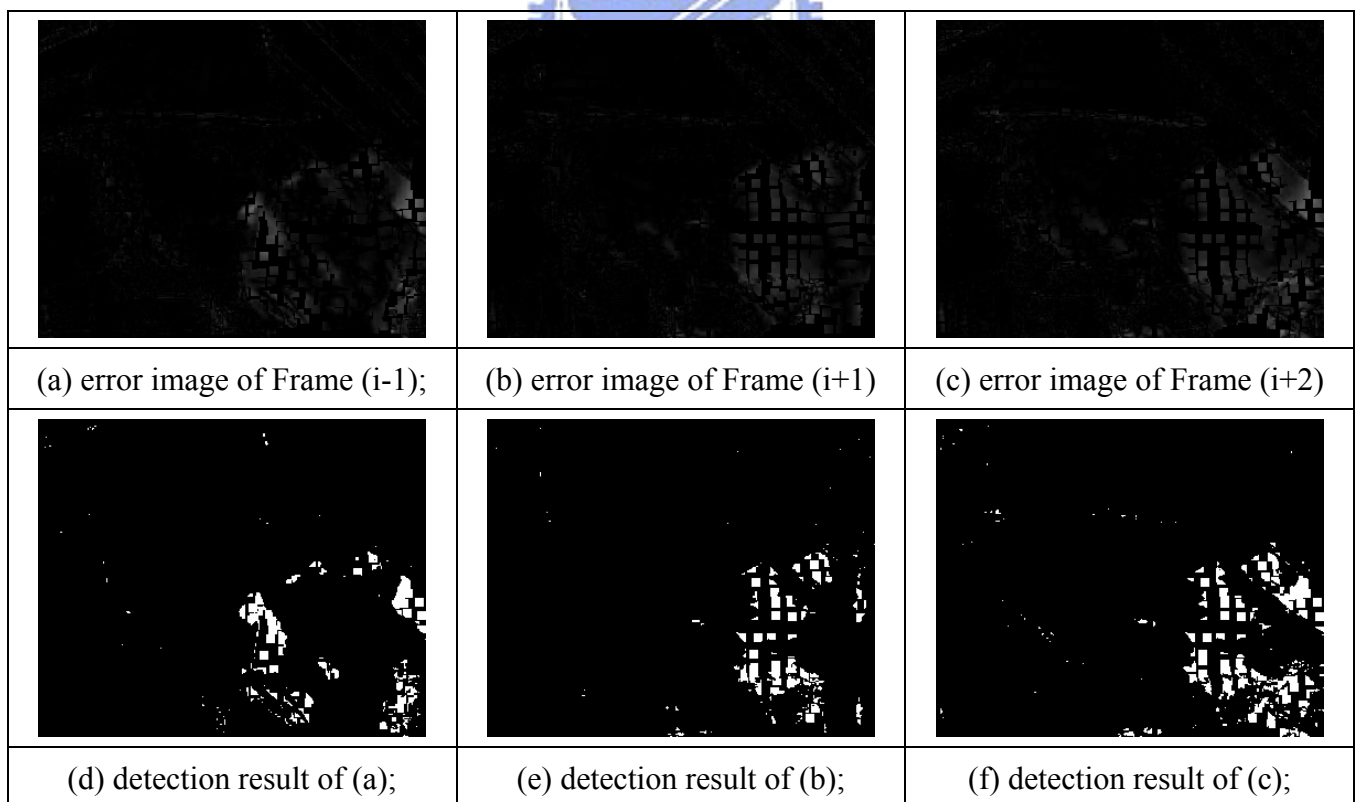 (a) error image of Frame (i-1);
(b) error image of Frame (i+1)
(c) error image of Frame (i+2)
(d) detection result of (a);
(e) detection result of (b);
(f) detection result of (c);